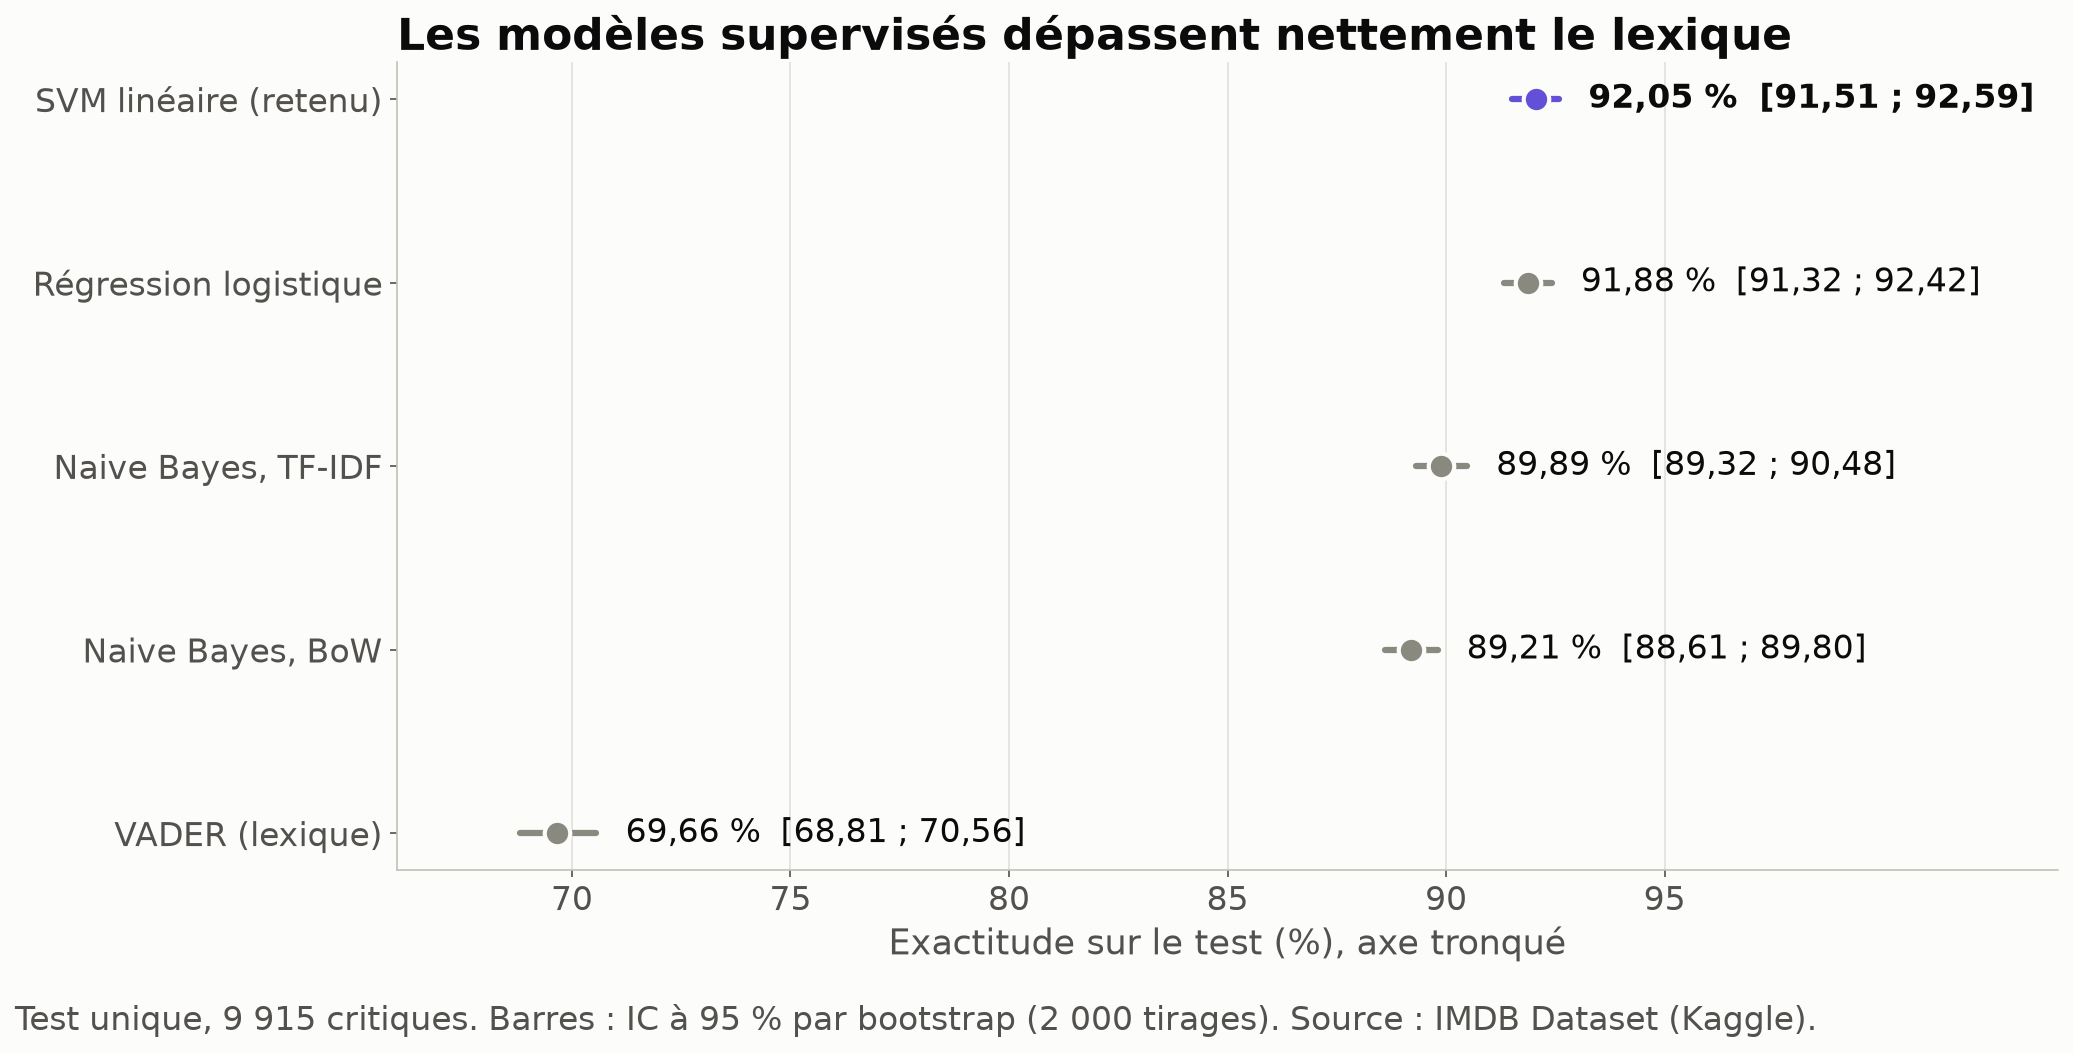 Les modèles supervisés dépassent nettement le lexique
SVM linéaire (retenu)
92,05 % [91,51 ; 92,59]
Régression logistique
91,88 % [91,32 ; 92,42]
Naive Bayes, TF-IDF
89,89 % [89,32 ; 90,48]
Naive Bayes, BoW
89,21 % [88,61 ; 89,80]
VADER (lexique)
69,66 % [68,81 ; 70,56]
70 75 80 85 90 95
Exactitude sur le test (%), axe tronqué
Test unique, 9 915 critiques. Barres : IC à 95 % par bootstrap (2 000 tirages). Source : IMDB Dataset (Kaggle).